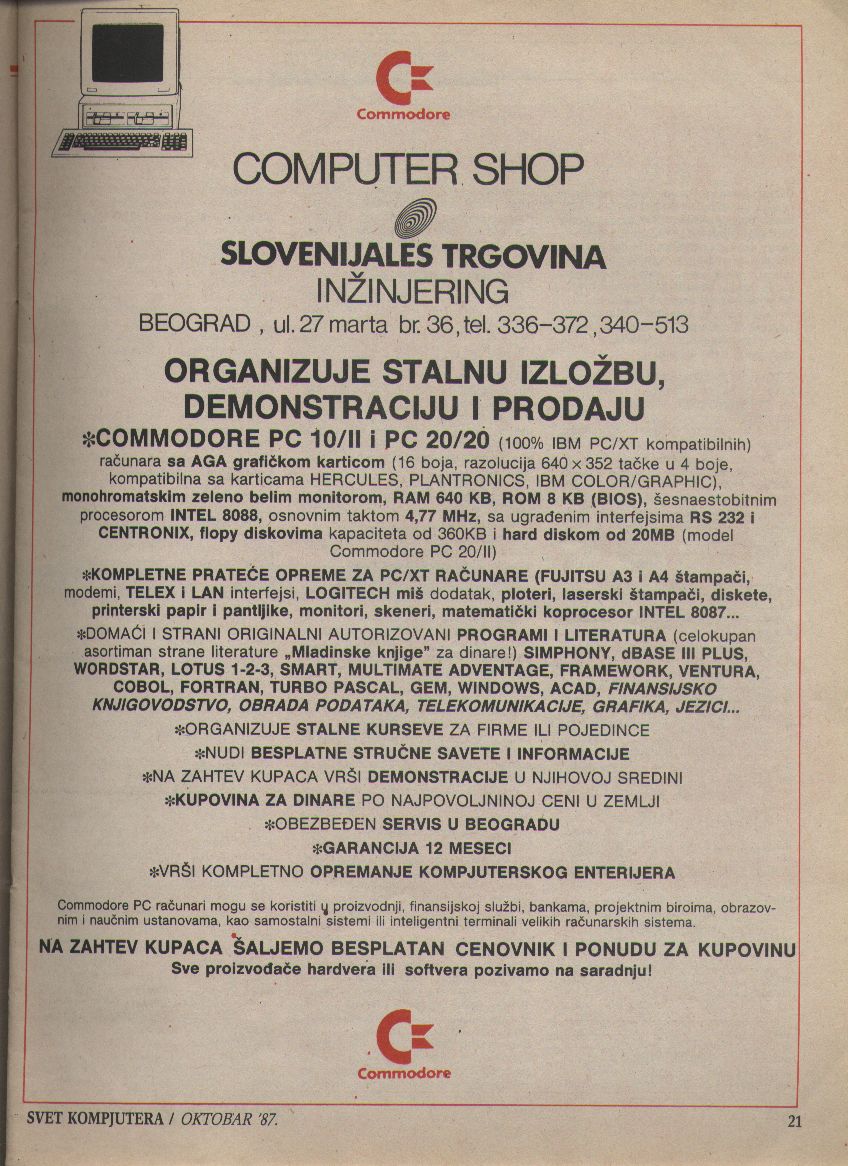 Commodore
COMPUTER SHOP
SLOVENIJALES TRGOVINA
INŽINJERING
BEOGRAD , ul. 27 marta br. 36, tel. 336-372 ,340-513
ORGANIZUJE STALNU IZLOŽBU,
DEMONSTRACIJU I PRODAJU
*COMMODORE PC 10/II i PC 20/20 (100% IBM PC/XT kompatibilnih)
računara sa AGA grafičkom karticom (16 boja, razolucija 640 x 352 tačke u 4 boje,
kompatibilna sa karticama HERCULES, PLANTRONICS, IBM COLOR/GRAPHIC),
monohromatskim zeleno belim monitorom, RAM 640 KB, ROM 8 KB (BIOS), šesnaestobitnim
procesorom INTEL 8088, osnovnim taktom 4,77 MHz, sa ugrađenim interfejsima RS 232 i
CENTRONIX, flopy diskovima kapaciteta od 360KB i hard diskom od 20MB (model
Commodore PC 20/II)
*KOMPLETNE PRATEĆE OPREME ZA PC/XT RAČUNARE (FUJITSU A3 i A4 štampači,
modemi, TELEX i LAN interfejsi, LOGITECH miš dodatak, ploteri, laserski štampači, diskete,
printerski papir i pantljike, monitori, skeneri, matematički koprocesor INTEL 8087...
*DOMAĆI I STRANI ORIGINALNI AUTORIZOVANI PROGRAMI I LITERATURA (celokupan
asortiman strane literature „Mladinske knjige" za dinare!) SIMPHONY, dBASE III PLUS,
WORDSTAR, LOTUS 1-2-3, SMART, MULTIMATE ADVENTAGE, FRAMEWORK, VENTURA,
COBOL, FORTRAN, TURBO PASCAL, GEM, WINDOWS, ACAD, FINANSIJSKO
KNJIGOVODSTVO, OBRADA PODATAKA, TELEKOMUNIKACIJE, GRAFIKA, JEZICI...
*ORGANIZUJE STALNE KURSEVE ZA FIRME ILI POJEDINCE
*NUDI BESPLATNE STRUČNE SAVETE I INFORMACIJE
*NA ZAHTEV KUPACA VRŠI DEMONSTRACIJE U NJIHOVOJ SREDINI
*KUPOVINA ZA DINARE PO NAJPOVOLJNINOJ CENI U ZEMLJI
*OBEZBEĐEN SERVIS U BEOGRADU
*GARANCIJA 12 MESECI
*VRŠI KOMPLETNO OPREMANJE KOMPJUTERSKOG ENTERIJERA
Commodore PC računari mogu se koristiti u proizvodnji, finansijskoj službi, bankama, projektnim biroima, obrazov-
nim i naučnim ustanovama, kao samostalni sistemi ili inteligentni terminali velikih računarskih sistema.
NA ZAHTEV KUPACA ŠALJEMO BESPLATAN CENOVNIK I PONUDU ZA KUPOVINU
Sve proizvođače hardvera ili softvera pozivamo na saradnju!
Commodore
SVET KOMPJUTERA / OKTOBAR '87.
21